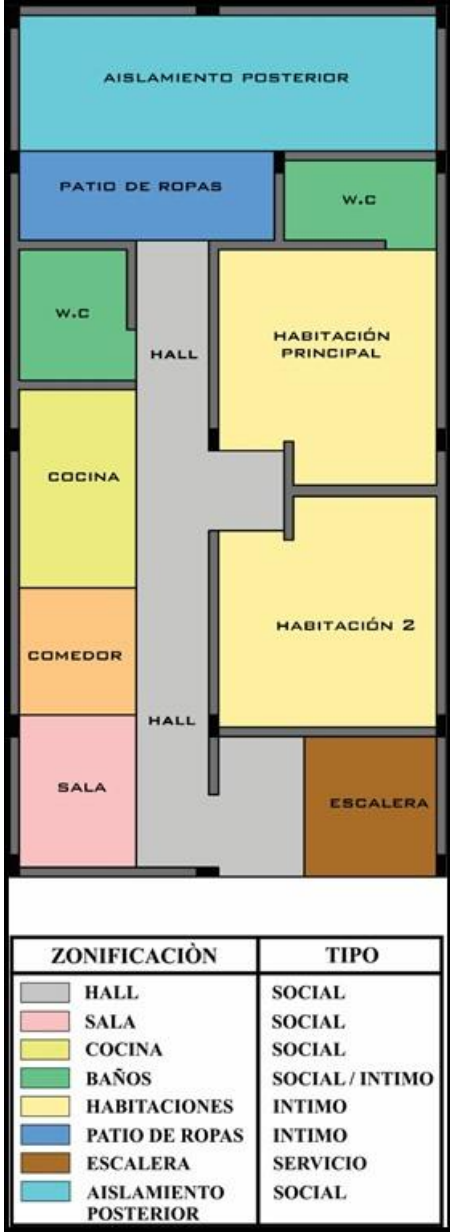 AISLAMIENTO POSTERIOR
PATIO DE ROPAS
W.C
W.C
HALL
HABITACIÓN
PRINCIPAL
COCINA
HABITACIÓN 2
COMEDOR
HALL
SALA
ESCALERA
ZONIFICACIÒN TIPO
HALL SOCIAL
SALA SOCIAL
COCINA SOCIAL
BAÑOS SOCIAL / INTIMO
HABITACIONES INTIMO
PATIO DE ROPAS INTIMO
ESCALERA SERVICIO
AISLAMIENTO SOCIAL
POSTERIOR